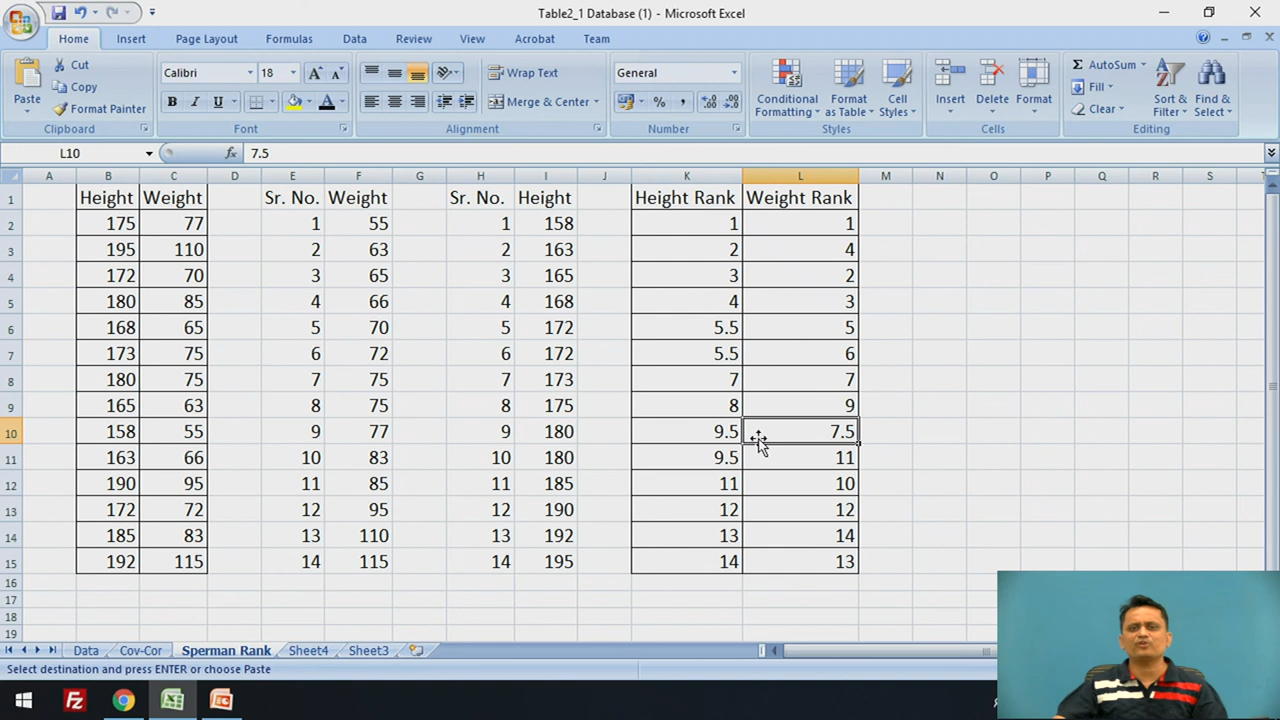 Table2_1 Database (1) - Microsoft Excel
Home Insert Page Layout Formulas Data Review View Acrobat Team
Cut
Copy
Format Painter
Paste
Clipboard
Calibri 18
B I U
Font
Wrap Text
Merge & Center
Alignment
General
Number
Conditional Formatting
Format as Table
Cell Styles
Styles
Insert Delete Format
Cells
AutoSum
Fill
Clear
Sort & Filter
Find & Select
Editing
L10 fx 7.5
A B C D E F G H I J K L M N O P Q R S
1 Height Weight Sr. No. Weight Sr. No. Height Height Rank Weight Rank
2 175 77 1 55 1 158 1 1
3 195 110 2 63 2 163 2 4
4 172 70 3 65 3 165 3 2
5 180 85 4 66 4 168 4 3
6 168 65 5 70 5 172 5.5 5
7 173 75 6 72 6 172 5.5 6
8 180 75 7 75 7 173 7 7
9 165 63 8 75 8 175 8 9
10 158 55 9 77 9 180 9.5 7.5
11 163 66 10 83 10 180 9.5 11
12 190 95 11 85 11 185 11 10
13 172 72 12 95 12 190 12 12
14 185 83 13 110 13 192 13 14
15 192 115 14 115 14 195 14 13
16
17
18
19
Data Cov-Cor Sperman Rank Sheet4 Sheet3
Select destination and press ENTER or choose Paste